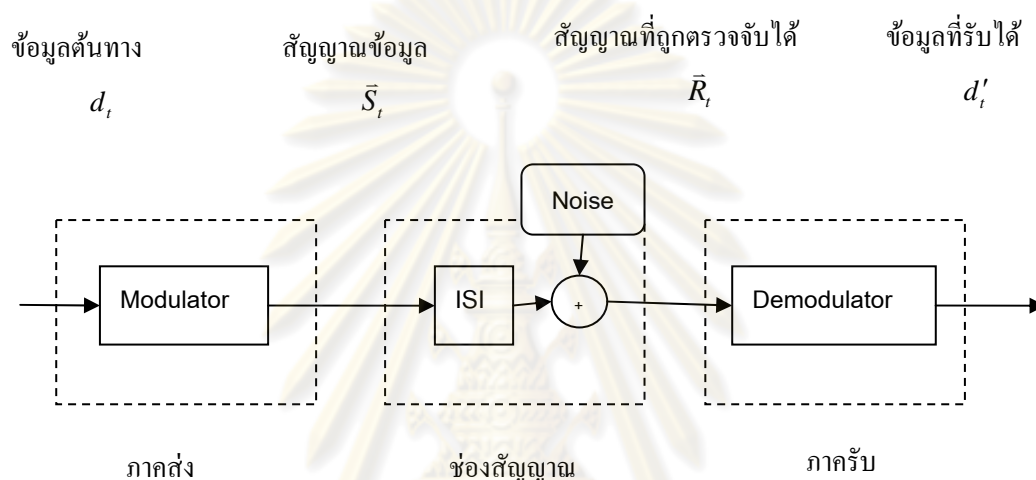 ข้อมูลต้นทาง สัญญาณข้อมูล สัญญาณที่ถูกตรวจจับได้ ข้อมูลที่รับได้
d_t S⃗_t R⃗_t d′_t
Noise
Modulator ISI + Demodulator
ภาคส่ง ช่องสัญญาณ ภาครับ